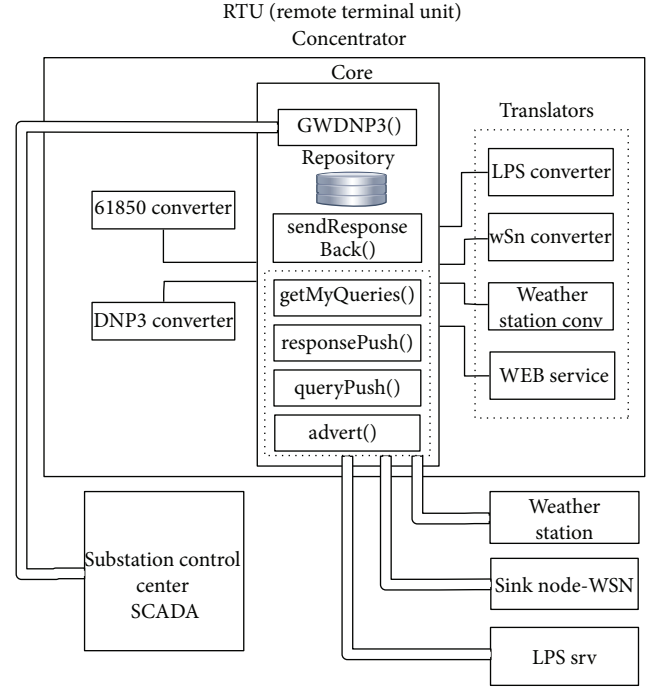 RTU (remote terminal unit)
Concentrator
Core
GWDNP3()
Repository
sendResponse
Back()
getMyQueries()
responsePush()
queryPush()
advert()
61850 converter
DNP3 converter
Translators
LPS converter
wSn converter
Weather
station conv
WEB service
Substation control
center
SCADA
Weather
station
Sink node-WSN
LPS srv